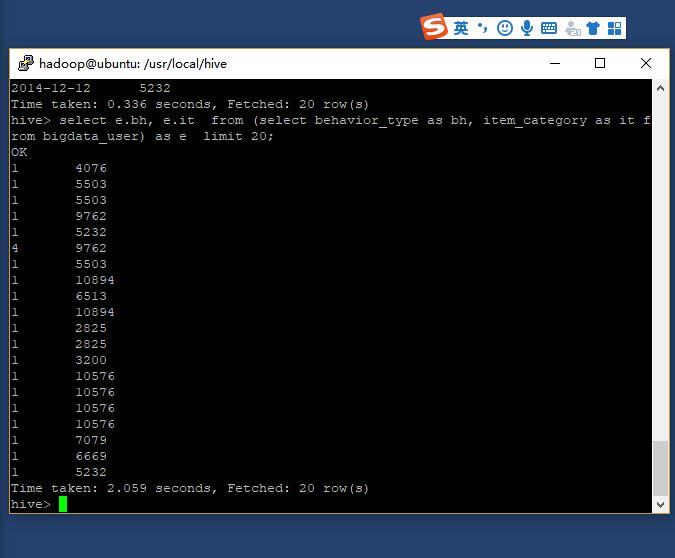 英
hadoop@ubuntu: /usr/local/hive
2014-12-12      5232
Time taken: 0.336 seconds, Fetched: 20 row(s)
hive> select e.bh, e.it  from (select behavior_type as bh, item_category as it f
rom bigdata_user) as e  limit 20;
OK
1       4076
1       5503
1       5503
1       9762
1       5232
4       9762
1       5503
1       10894
1       6513
1       10894
1       2825
1       2825
1       3200
1       10576
1       10576
1       10576
1       10576
1       7079
1       6669
1       5232
Time taken: 2.059 seconds, Fetched: 20 row(s)
hive>